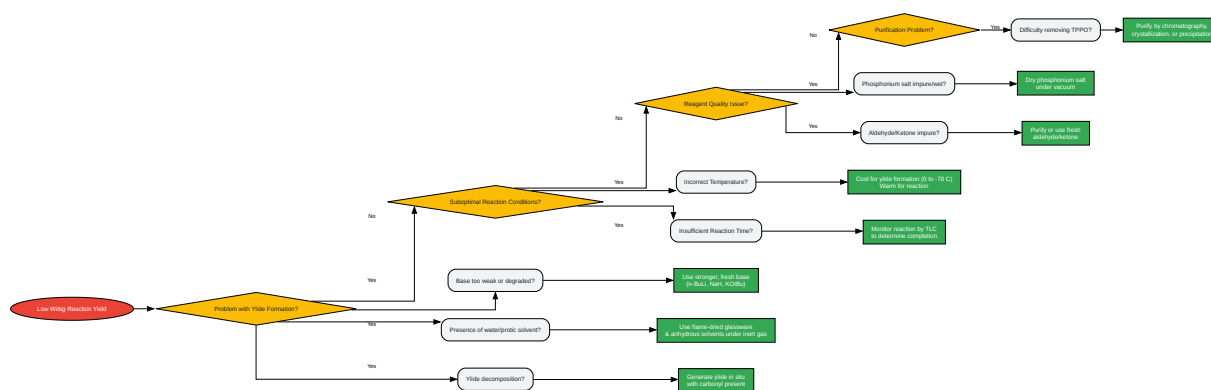 Purification Problem?
Yes
Difficulty removing TPPO?
Purify by chromatography,
crystallization, or precipitation
No
Yes
Phosphonium salt impure/wet?
Dry phosphonium salt
under vacuum
Reagent Quality Issue?
No
Yes
Aldehyde/Ketone impure?
Purify or use fresh
aldehyde/ketone
Yes
Incorrect Temperature?
Cool for ylide formation (0 to -78 C)
Warm for reaction
Suboptimal Reaction Conditions?
No
Yes
Insufficient Reaction Time?
Monitor reaction by TLC
to determine completion
Yes
Base too weak or degraded?
Use stronger, fresh base
(n-BuLi, NaH, KOtBu)
Low Wittig Reaction Yield
Problem with Ylide Formation?
Yes
Presence of water/protic solvent?
Use flame-dried glassware
& anhydrous solvents under inert gas
Yes
Ylide decomposition?
Generate ylide in situ
with carbonyl present